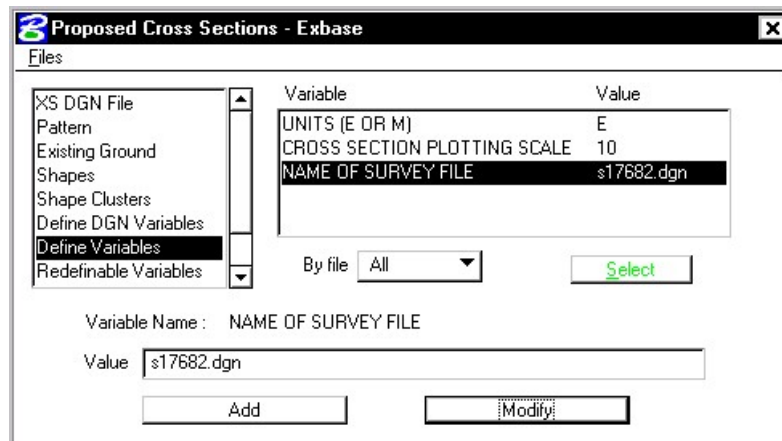 Proposed Cross Sections - Exbase
Files
XS DGN File
Pattern
Existing Ground
Shapes
Shape Clusters
Define DGN Variables
Define Variables
Redefinable Variables
Variable Value
UNITS (E OR M) E
CROSS SECTION PLOTTING SCALE 10
NAME OF SURVEY FILE s17682.dgn
By file All Select
Variable Name : NAME OF SURVEY FILE
Value s17682.dgn
Add Modify